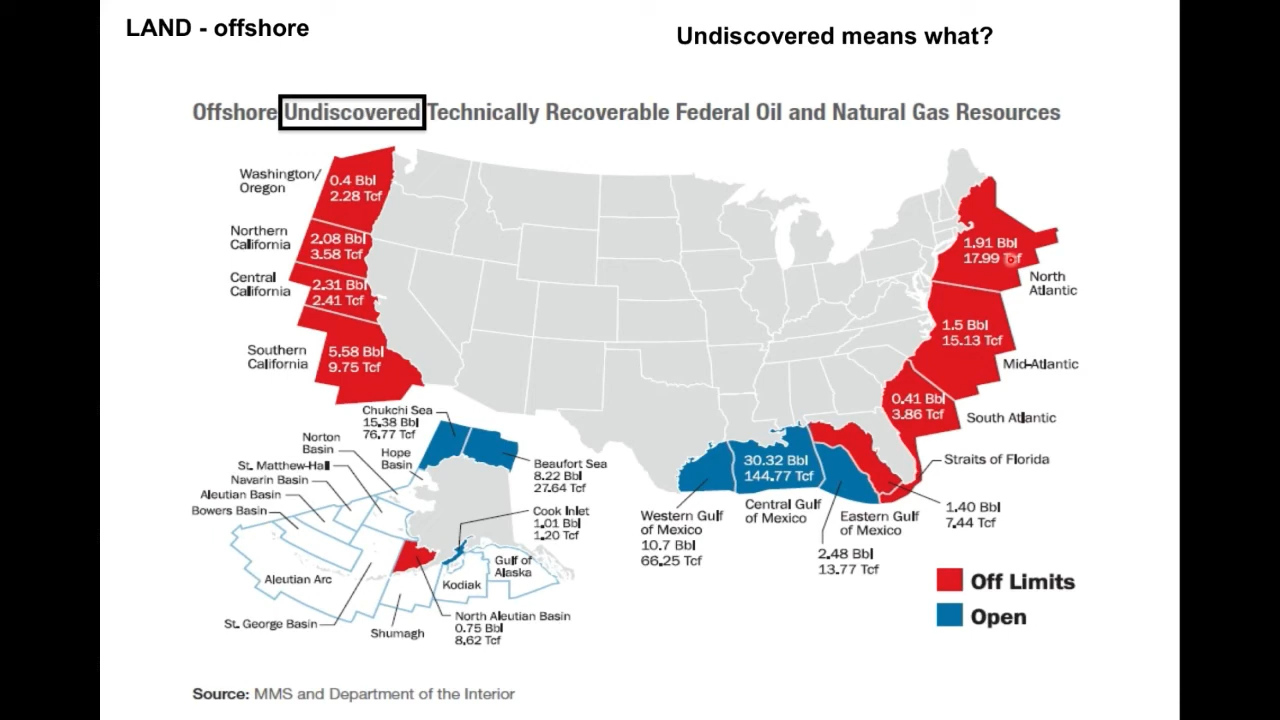 LAND - offshore
Undiscovered means what?
Offshore Undiscovered Technically Recoverable Federal Oil and Natural Gas Resources
Washington/
Oregon
0.4 Bbl
2.28 Tcf
Northern
California
2.08 Bbl
3.58 Tcf
Central
California
2.31 Bbl
2.41 Tcf
Southern
California
5.58 Bbl
9.75 Tcf
1.91 Bbl
17.99 Tcf
North
Atlantic
1.5 Bbl
15.13 Tcf
Mid-Atlantic
0.41 Bbl
3.86 Tcf
South Atlantic
Straits of Florida
1.40 Bbl
7.44 Tcf
Chukchi Sea
15.38 Bbl
76.77 Tcf
Norton
Basin
Hope
Basin
St. Matthew-Hall
Navarin Basin
Aleutian Basin
Bowers Basin
Beaufort Sea
8.22 Bbl
27.64 Tcf
Cook Inlet
1.01 Bbl
1.20 Tcf
Gulf of
Alaska
Kodiak
Aleutian Arc
St. George Basin
Shumagh
North Aleutian Basin
0.75 Bbl
8.62 Tcf
Western Gulf
of Mexico
10.7 Bbl
66.25 Tcf
30.32 Bbl
144.77 Tcf
Central Gulf
of Mexico
Eastern Gulf
of Mexico
2.48 Bbl
13.77 Tcf
Off Limits
Open
Source: MMS and Department of the Interior